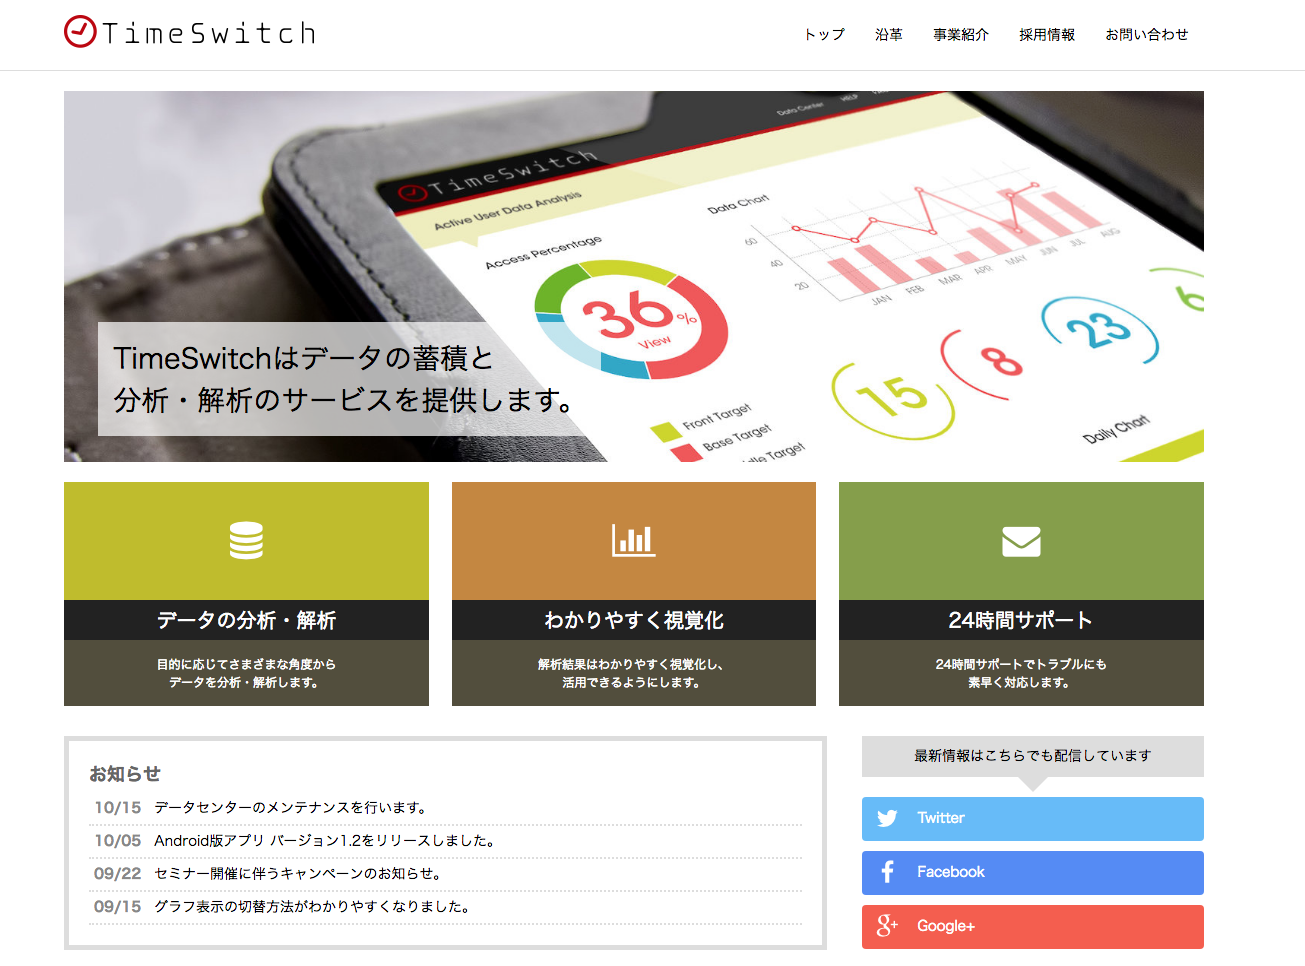 TimeSwitch
トップ 沿革 事業紹介 採用情報 お問い合わせ
Data Center HELP
TimeSwitch
Active User Data Analysis
Access Percentage
36%
View
Front Target
Base Target
Data Chart
60
40
20
JAN FEB MAR APR MAY JUN JUL AUG
15
8
23
6
Daily Chart
TimeSwitchはデータの蓄積と
分析・解析のサービスを提供します。
データの分析・解析
目的に応じてさまざまな角度から
データを分析・解析します。
わかりやすく視覚化
解析結果はわかりやすく視覚化し、
活用できるようにします。
24時間サポート
24時間サポートでトラブルにも
素早く対応します。
お知らせ
10/15 データセンターのメンテナンスを行います。
10/05 Android版アプリ バージョン1.2をリリースしました。
09/22 セミナー開催に伴うキャンペーンのお知らせ。
09/15 グラフ表示の切替方法がわかりやすくなりました。
最新情報はこちらでも配信しています
Twitter
Facebook
Google+